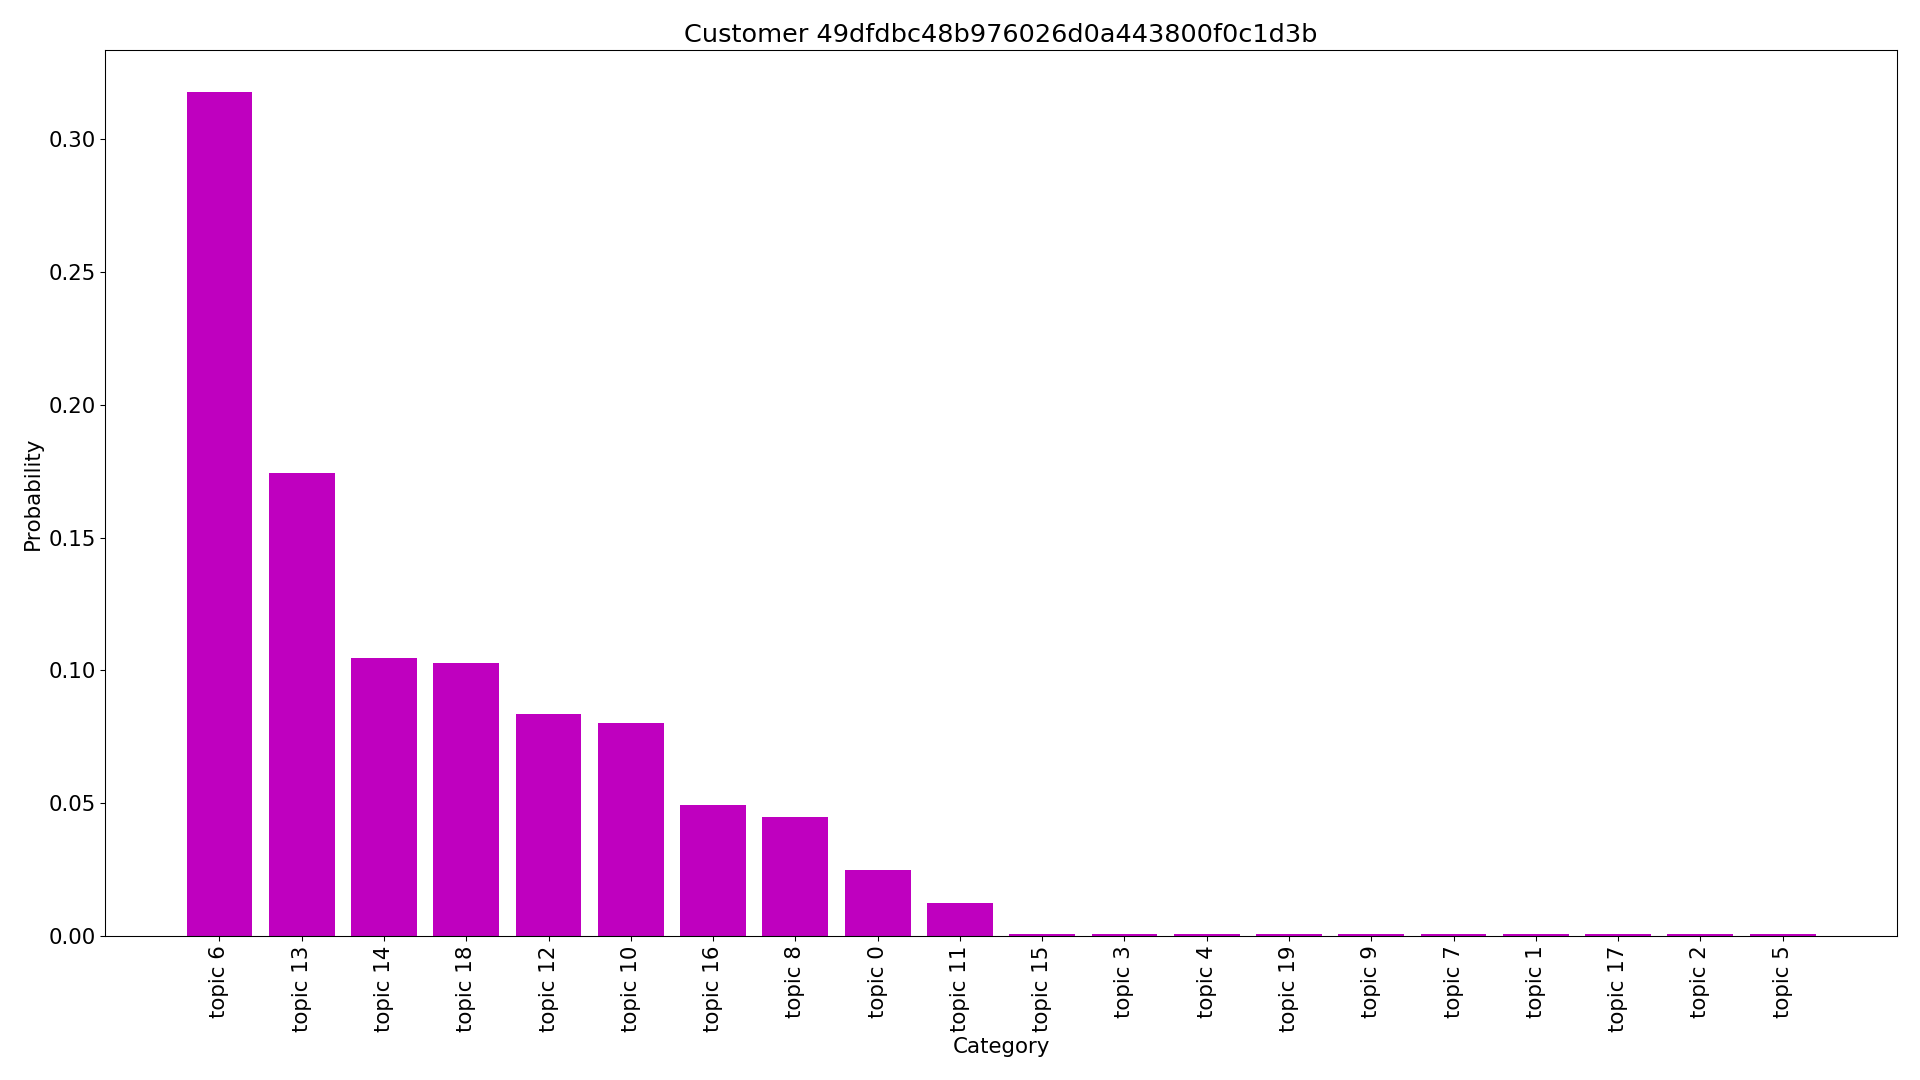 Customer 49dfdbc48b976026d0a443800f0c1d3b
Probability
0.30
0.25
0.20
0.15
0.10
0.05
0.00
topic 6
topic 13
topic 14
topic 18
topic 12
topic 10
topic 16
topic 8
topic 0
topic 11
topic 15
topic 3
topic 4
topic 19
topic 9
topic 7
topic 1
topic 17
topic 2
topic 5
Category